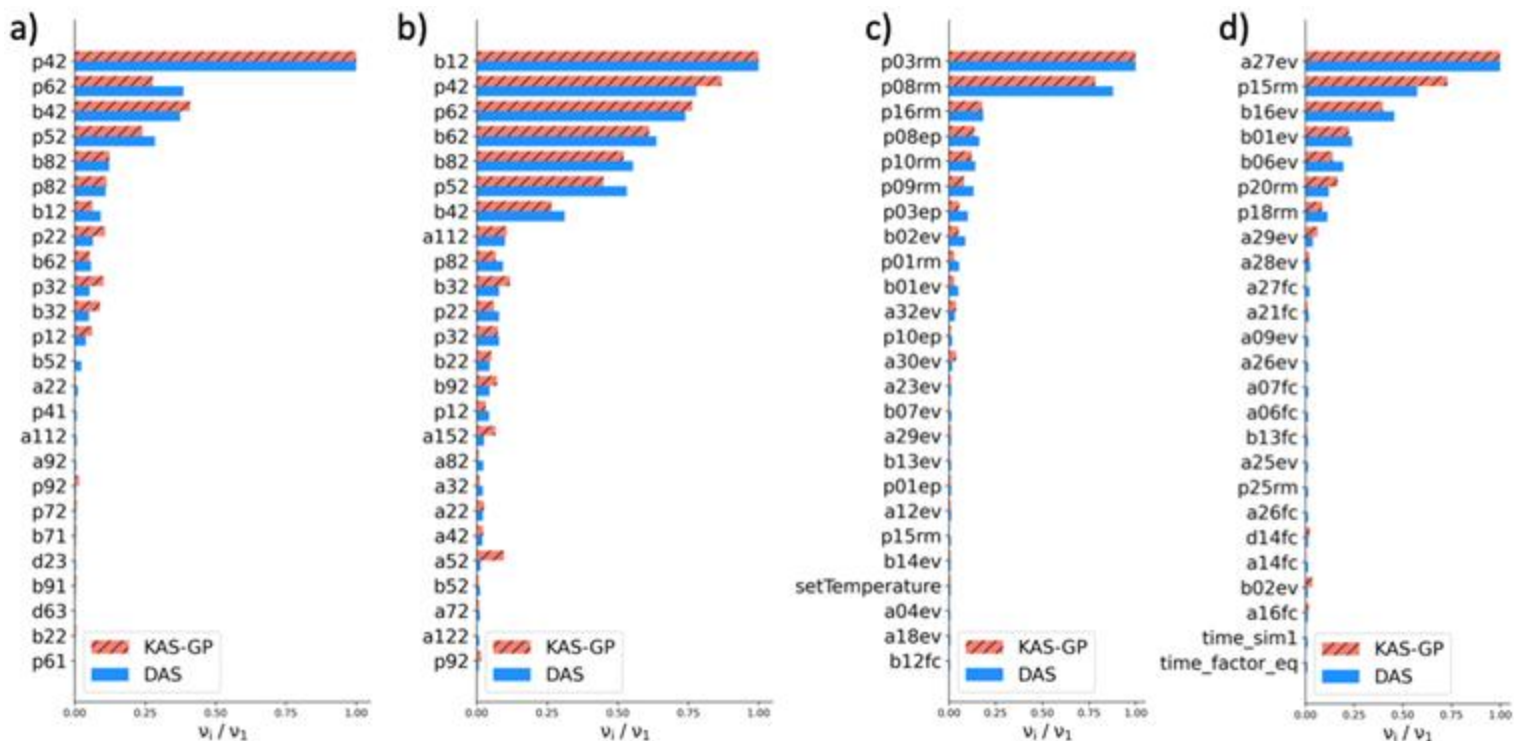 a)
p42
p62
b42
p52
b82
p82
b12
p22
b62
p32
b32
p12
b52
a22
p41
a112
a92
p92
p72
b71
d23
b91
d63
b22
p61
KAS-GP
DAS
0.00 0.25 0.50 0.75 1.00
νᵢ / ν₁
b)
b12
p42
p62
b62
b82
p52
b42
a112
p82
b32
p22
p32
b22
b92
p12
a152
a82
a32
a22
a42
a52
b52
a72
a122
p92
KAS-GP
DAS
0.00 0.25 0.50 0.75 1.00
νᵢ / ν₁
c)
p03rm
p08rm
p16rm
p08ep
p10rm
p09rm
p03ep
b02ev
p01rm
b01ev
a32ev
p10ep
a30ev
a23ev
b07ev
a29ev
b13ev
p01ep
a12ev
p15rm
b14ev
setTemperature
a04ev
a18ev
b12fc
KAS-GP
DAS
0.00 0.25 0.50 0.75 1.00
νᵢ / ν₁
d)
a27ev
p15rm
b16ev
b01ev
b06ev
p20rm
p18rm
a29ev
a28ev
a27fc
a21fc
a09ev
a26ev
a07fc
a06fc
b13fc
a25ev
p25rm
a26fc
d14fc
a14fc
b02ev
a16fc
time_sim1
time_factor_eq
KAS-GP
DAS
0.00 0.25 0.50 0.75 1.00
νᵢ / ν₁